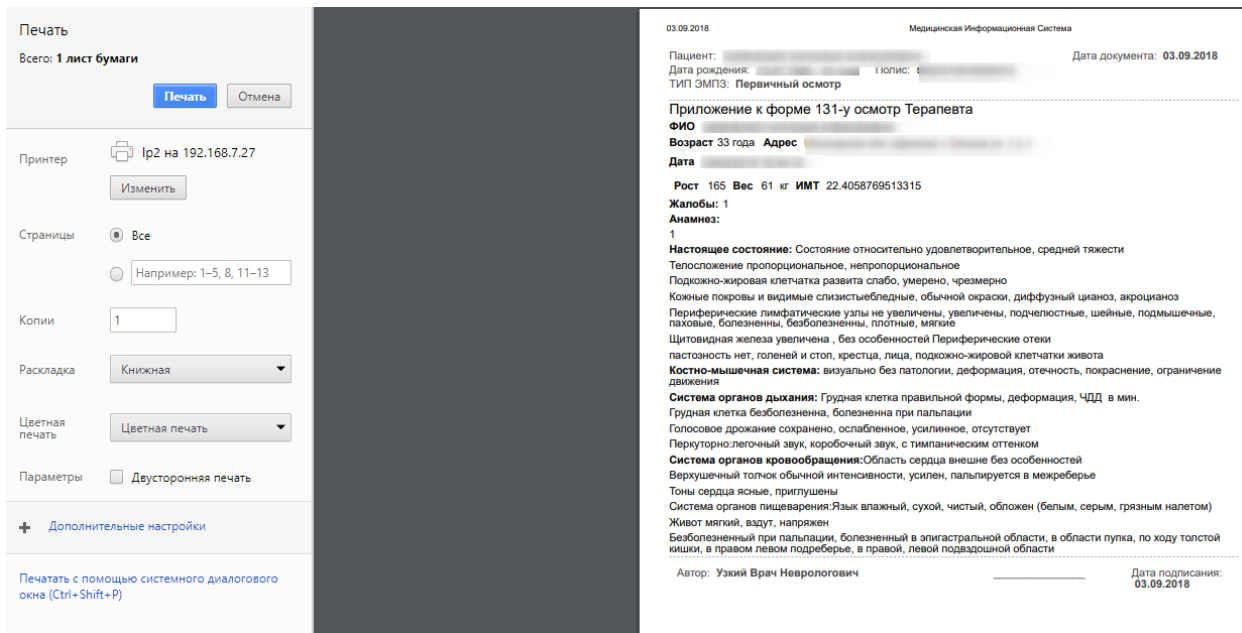 Печать
Всего: 1 лист бумаги
Печать Отмена
Принтер lp2 на 192.168.7.27
Изменить
Страницы Все
Например: 1–5, 8, 11–13
Копии 1
Раскладка Книжная
Цветная печать Цветная печать
Параметры Двусторонняя печать
+ Дополнительные настройки
Печатать с помощью системного диалогового
окна (Ctrl+Shift+P)
03.09.2018 Медицинская Информационная Система
Пациент: Дата документа: 03.09.2018
Дата рождения: Полис:
ТИП ЭМПЗ: Первичный осмотр
Приложение к форме 131-у осмотр Терапевта
ФИО
Возраст 33 года Адрес
Дата
Рост 165 Вес 61 кг ИМТ 22.4058769513315
Жалобы: 1
Анамнез:
1
Настоящее состояние: Состояние относительно удовлетворительное, средней тяжести
Телосложение пропорциональное, непропорциональное
Подкожно-жировая клетчатка развита слабо, умерено, чрезмерно
Кожные покровы и видимые слизистыебледные, обычной окраски, диффузный цианоз, акроцианоз
Периферические лимфатические узлы не увеличены, увеличены, подчелюстные, шейные, подмышечные,
паховые, болезненны, безболезненны, плотные, мягкие
Щитовидная железа увеличена , без особенностей Периферические отеки
пастозность нет, голеней и стоп, крестца, лица, подкожно-жировой клетчатки живота
Костно-мышечная система: визуально без патологии, деформация, отечность, покраснение, ограничение
движения
Система органов дыхания: Грудная клетка правильной формы, деформация, ЧДД в мин.
Грудная клетка безболезненна, болезненна при пальпации
Голосовое дрожание сохранено, ослабленное, усилинное, отсутствует
Перкуторно:легочный звук, коробочный звук, с тимпаническим оттенком
Система органов кровообращения:Область сердца внешне без особенностей
Верхушечный толчок обычной интенсивности, усилен, пальпируется в межреберье
Тоны сердца ясные, приглушены
Система органов пищеварения:Язык влажный, сухой, чистый, обложен (белым, серым, грязным налетом)
Живот мягкий, вздут, напряжен
Безболезненный при пальпации, болезненный в эпигастральной области, в области пупка, по ходу толстой
кишки, в правом левом подреберье, в правой, левой подвздошной области
Автор: Узкий Врач Неврологович Дата подписания:
03.09.2018